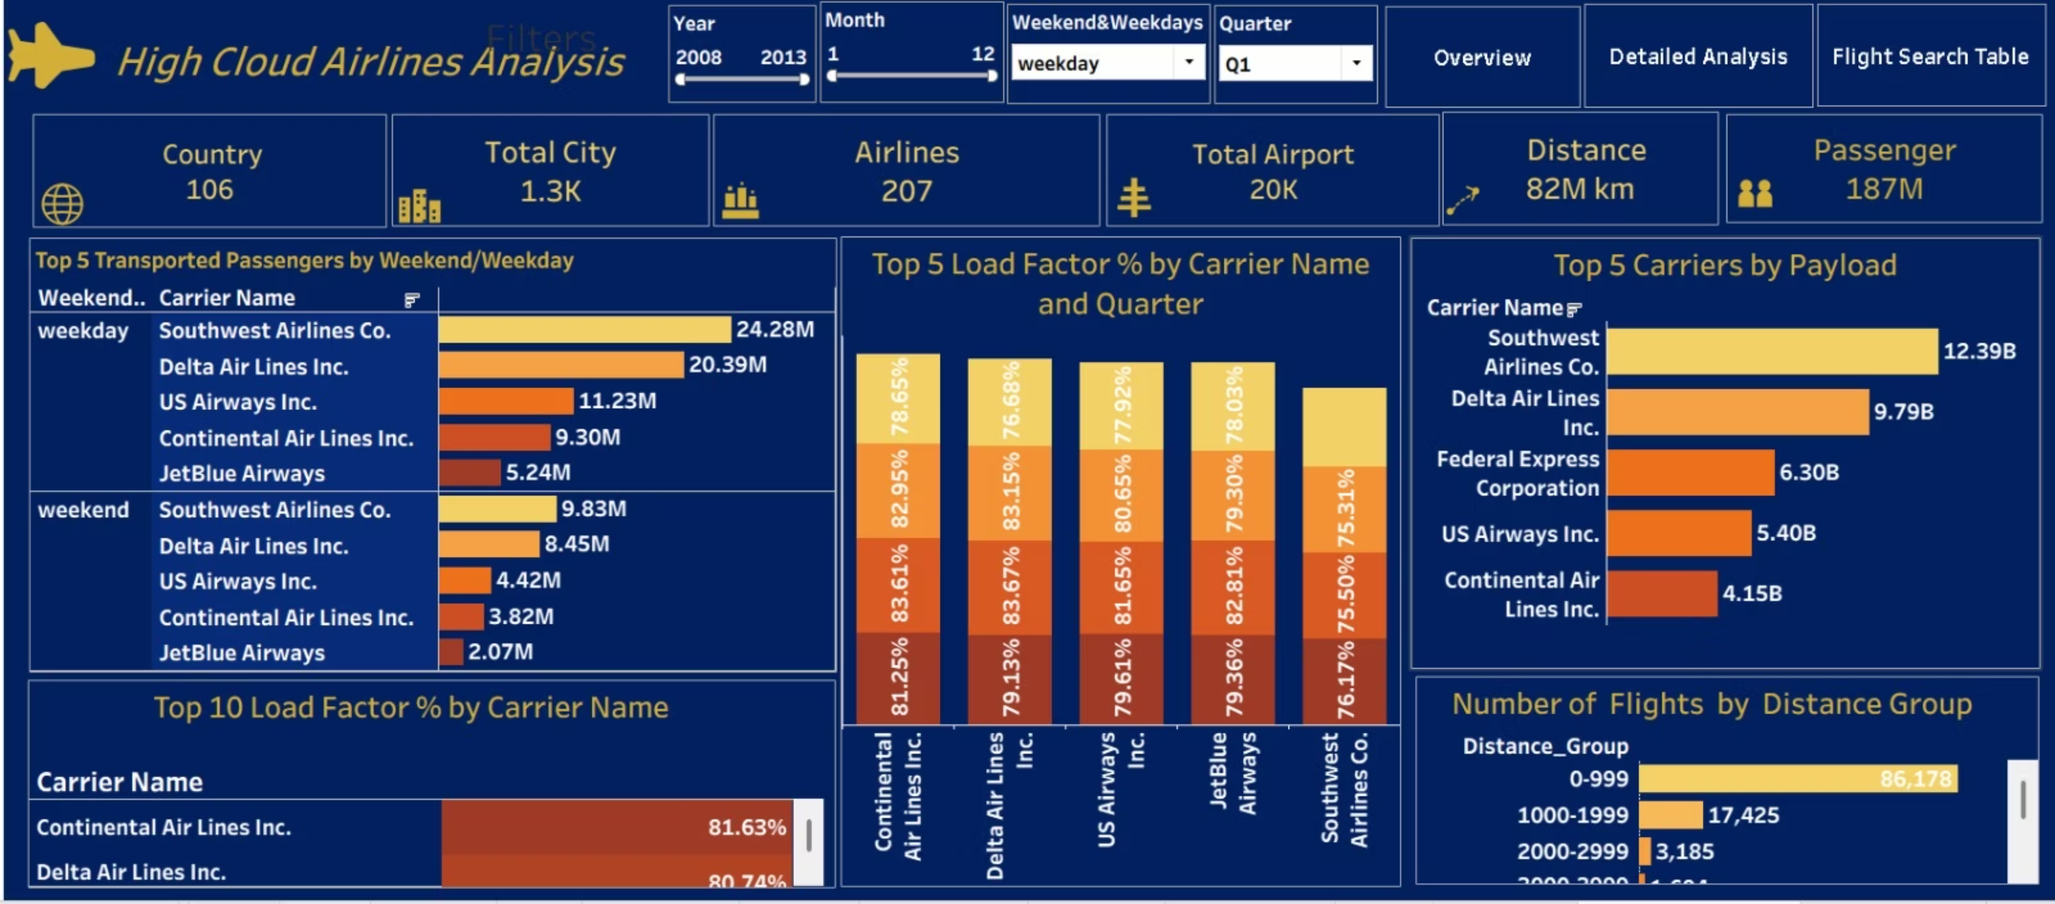 Filters
High Cloud Airlines Analysis
Year
2008 2013
Month
1 12
Weekend&Weekdays
weekday
Quarter
Q1
Overview
Detailed Analysis
Flight Search Table
Country
106
Total City
1.3K
Airlines
207
Total Airport
20K
Distance
82M km
Passenger
187M
Top 5 Transported Passengers by Weekend/Weekday
Weekend.. Carrier Name
weekday Southwest Airlines Co. 24.28M
Delta Air Lines Inc. 20.39M
US Airways Inc. 11.23M
Continental Air Lines Inc. 9.30M
JetBlue Airways 5.24M
weekend Southwest Airlines Co. 9.83M
Delta Air Lines Inc. 8.45M
US Airways Inc. 4.42M
Continental Air Lines Inc. 3.82M
JetBlue Airways 2.07M
Top 10 Load Factor % by Carrier Name
Carrier Name
Continental Air Lines Inc. 81.63%
Delta Air Lines Inc. 80.74%
Top 5 Load Factor % by Carrier Name
and Quarter
78.65% 76.68% 77.92% 78.03%
82.95% 83.15% 80.65% 79.30% 75.31%
83.61% 83.67% 81.65% 82.81% 75.50%
81.25% 79.13% 79.61% 79.36% 76.17%
Continental
Air Lines Inc.
Delta Air Lines
Inc.
US Airways
Inc.
JetBlue
Airways
Southwest
Airlines Co.
Top 5 Carriers by Payload
Carrier Name
Southwest
Airlines Co. 12.39B
Delta Air Lines
Inc. 9.79B
Federal Express
Corporation 6.30B
US Airways Inc. 5.40B
Continental Air
Lines Inc. 4.15B
Number of Flights by Distance Group
Distance_Group
0-999 86,178
1000-1999 17,425
2000-2999 3,185